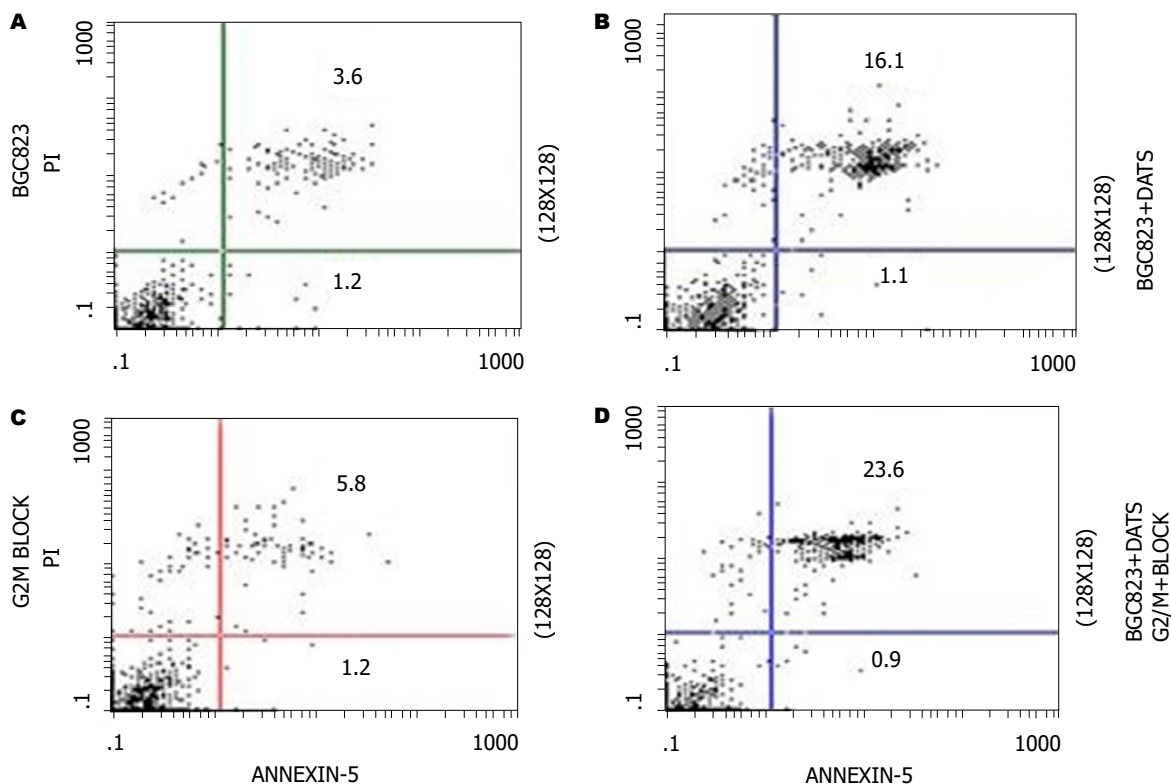 A
1000
BGC823
PI
.1
3.6
1.2
.1
1000
(128X128)
B
1000
.1
16.1
1.1
.1
1000
(128X128)
BGC823+DATS
C
1000
G2M BLOCK
PI
.1
5.8
1.2
.1
1000
ANNEXIN-5
(128X128)
D
1000
.1
23.6
0.9
.1
1000
ANNEXIN-5
(128X128)
BGC823+DATS
G2/M+BLOCK